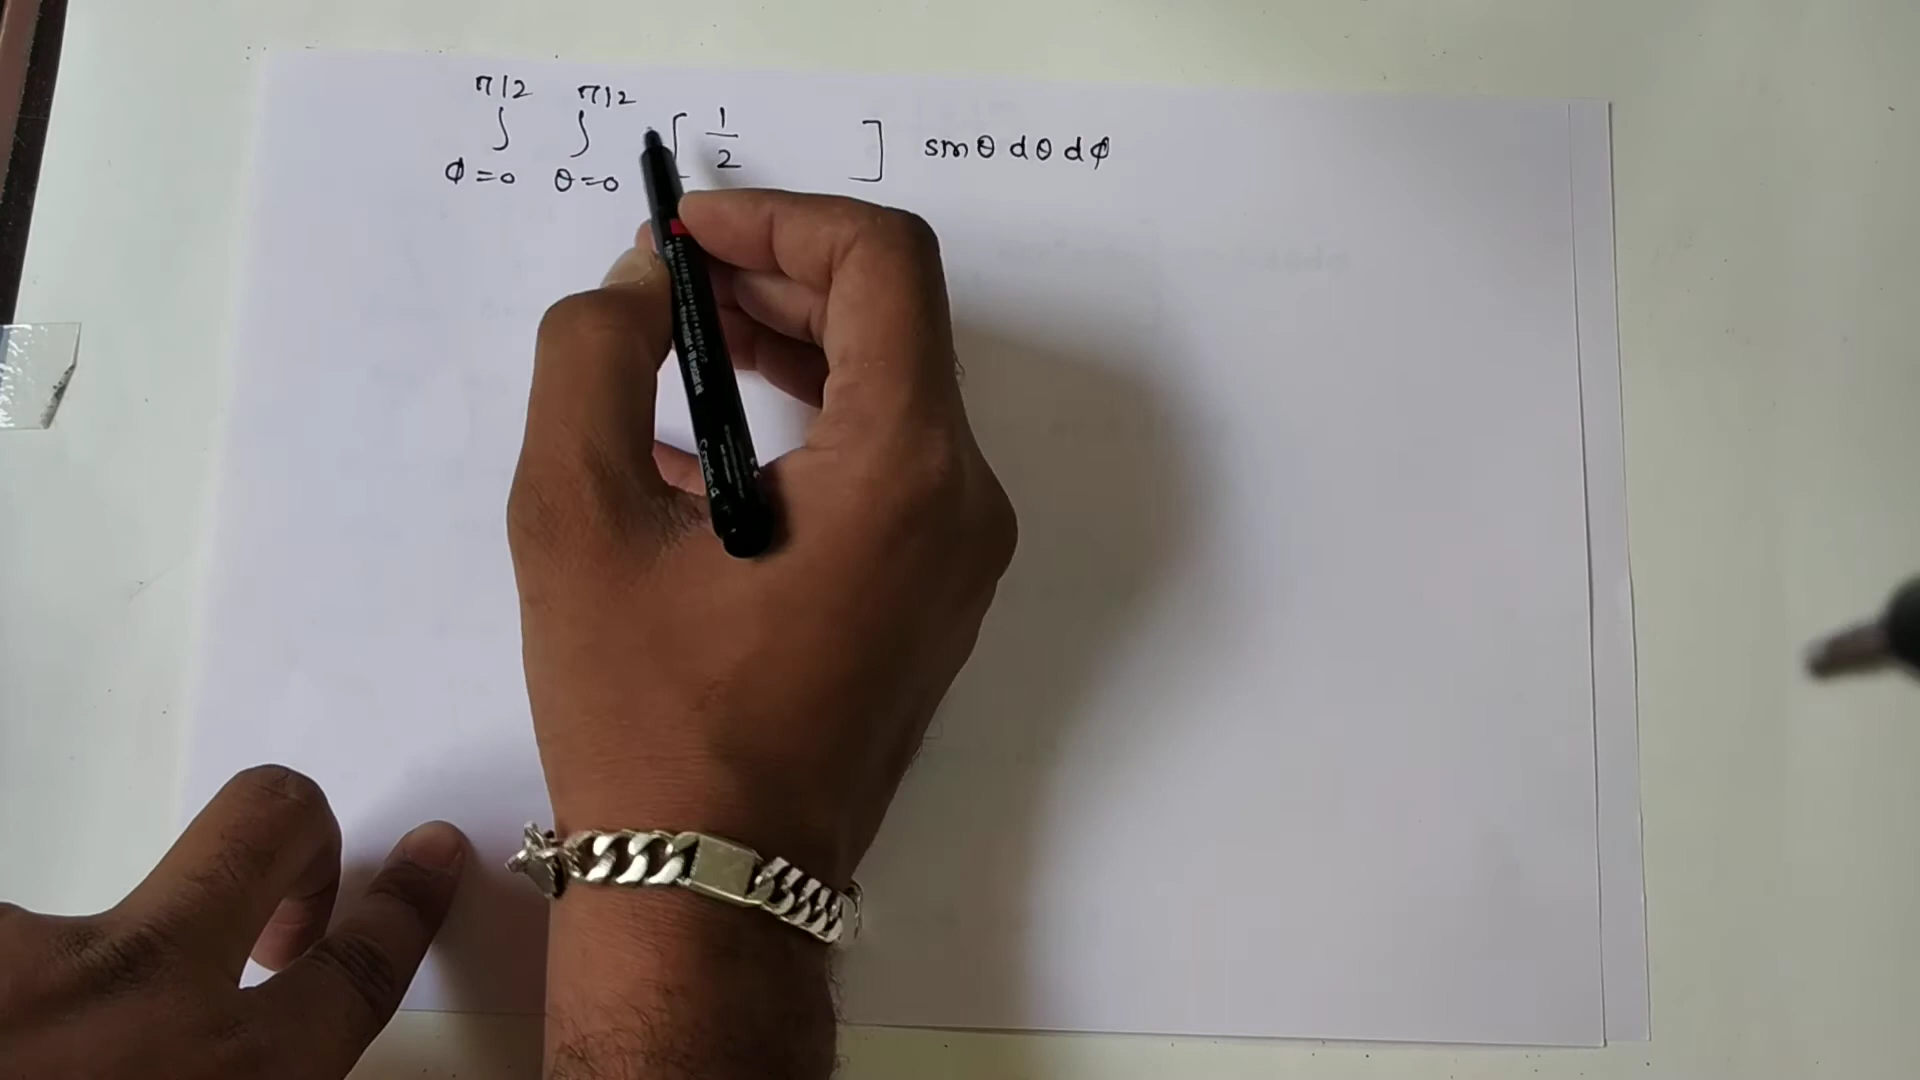 π/2 π/2
∫ ∫ [ 1/2 ] sinθ dθ dϕ
ϕ=0 θ=0